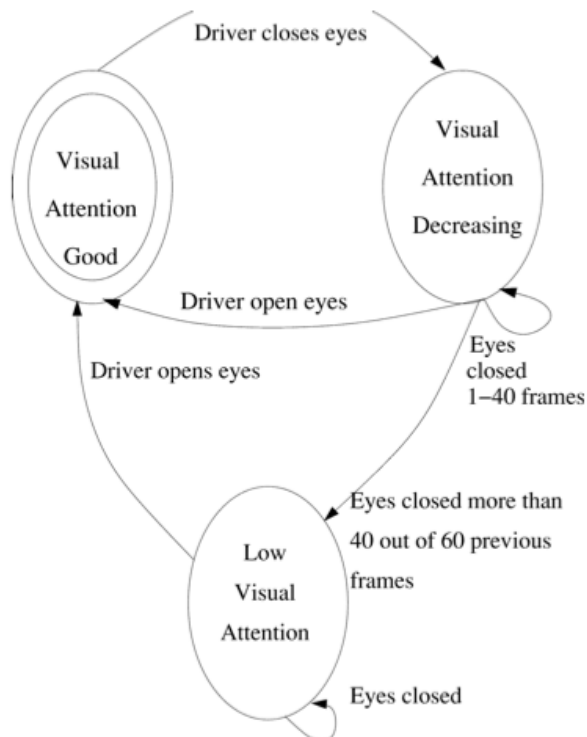 Driver closes eyes
Visual
Attention
Good
Visual
Attention
Decreasing
Driver open eyes
Driver opens eyes
Eyes
closed
1–40 frames
Eyes closed more than
40 out of 60 previous
frames
Low
Visual
Attention
Eyes closed